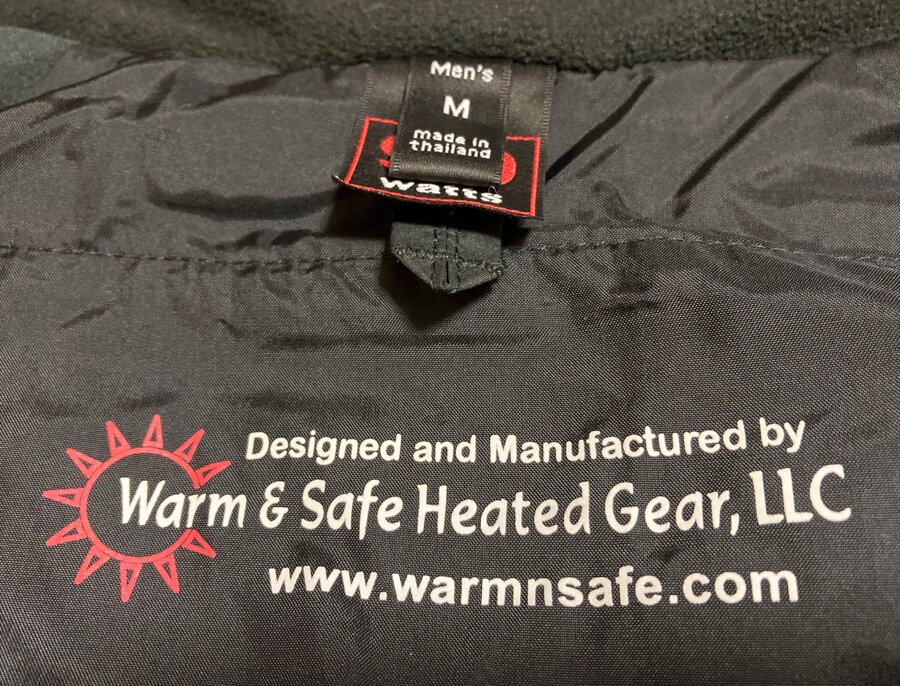 Men's
M
made in
thailand
watts
Designed and Manufactured by
Warm & Safe Heated Gear, LLC
www.warmnsafe.com